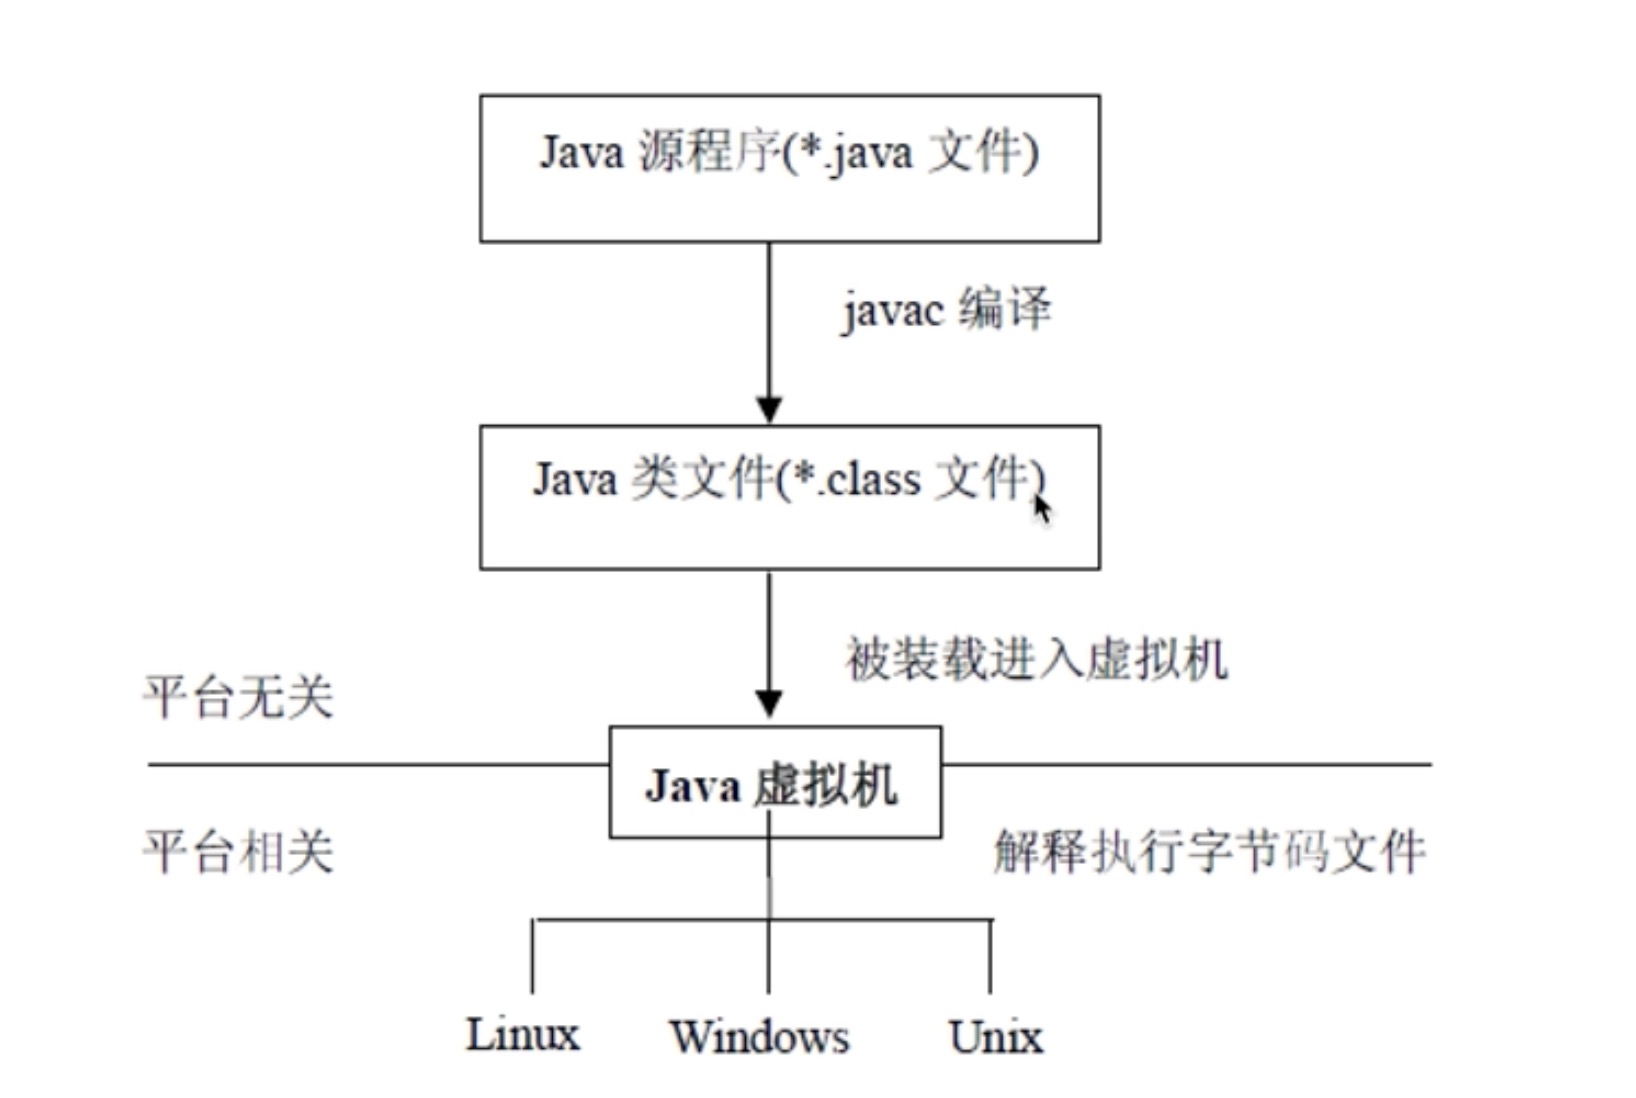 Java 源程序(*.java 文件)
javac 编译
Java 类文件(*.class 文件)
被装载进入虚拟机
平台无关
Java 虚拟机
平台相关
解释执行字节码文件
Linux
Windows
Unix